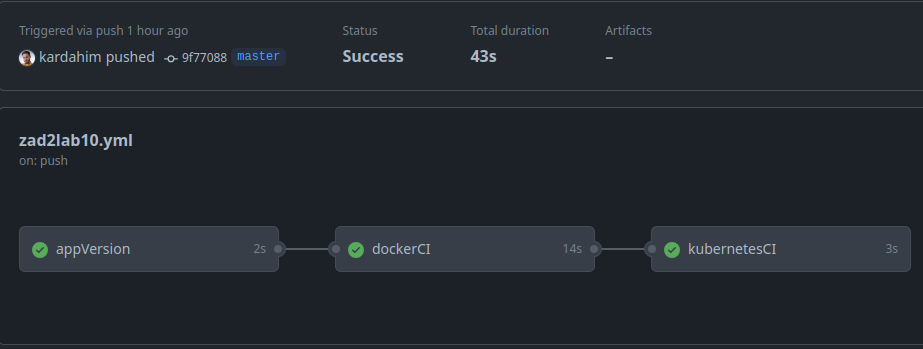 Triggered via push 1 hour ago
Status
Total duration
Artifacts
kardahim pushed 9f77088 master
Success
43s
–
zad2lab10.yml
on: push
appVersion 2s
dockerCI 14s
kubernetesCI 3s